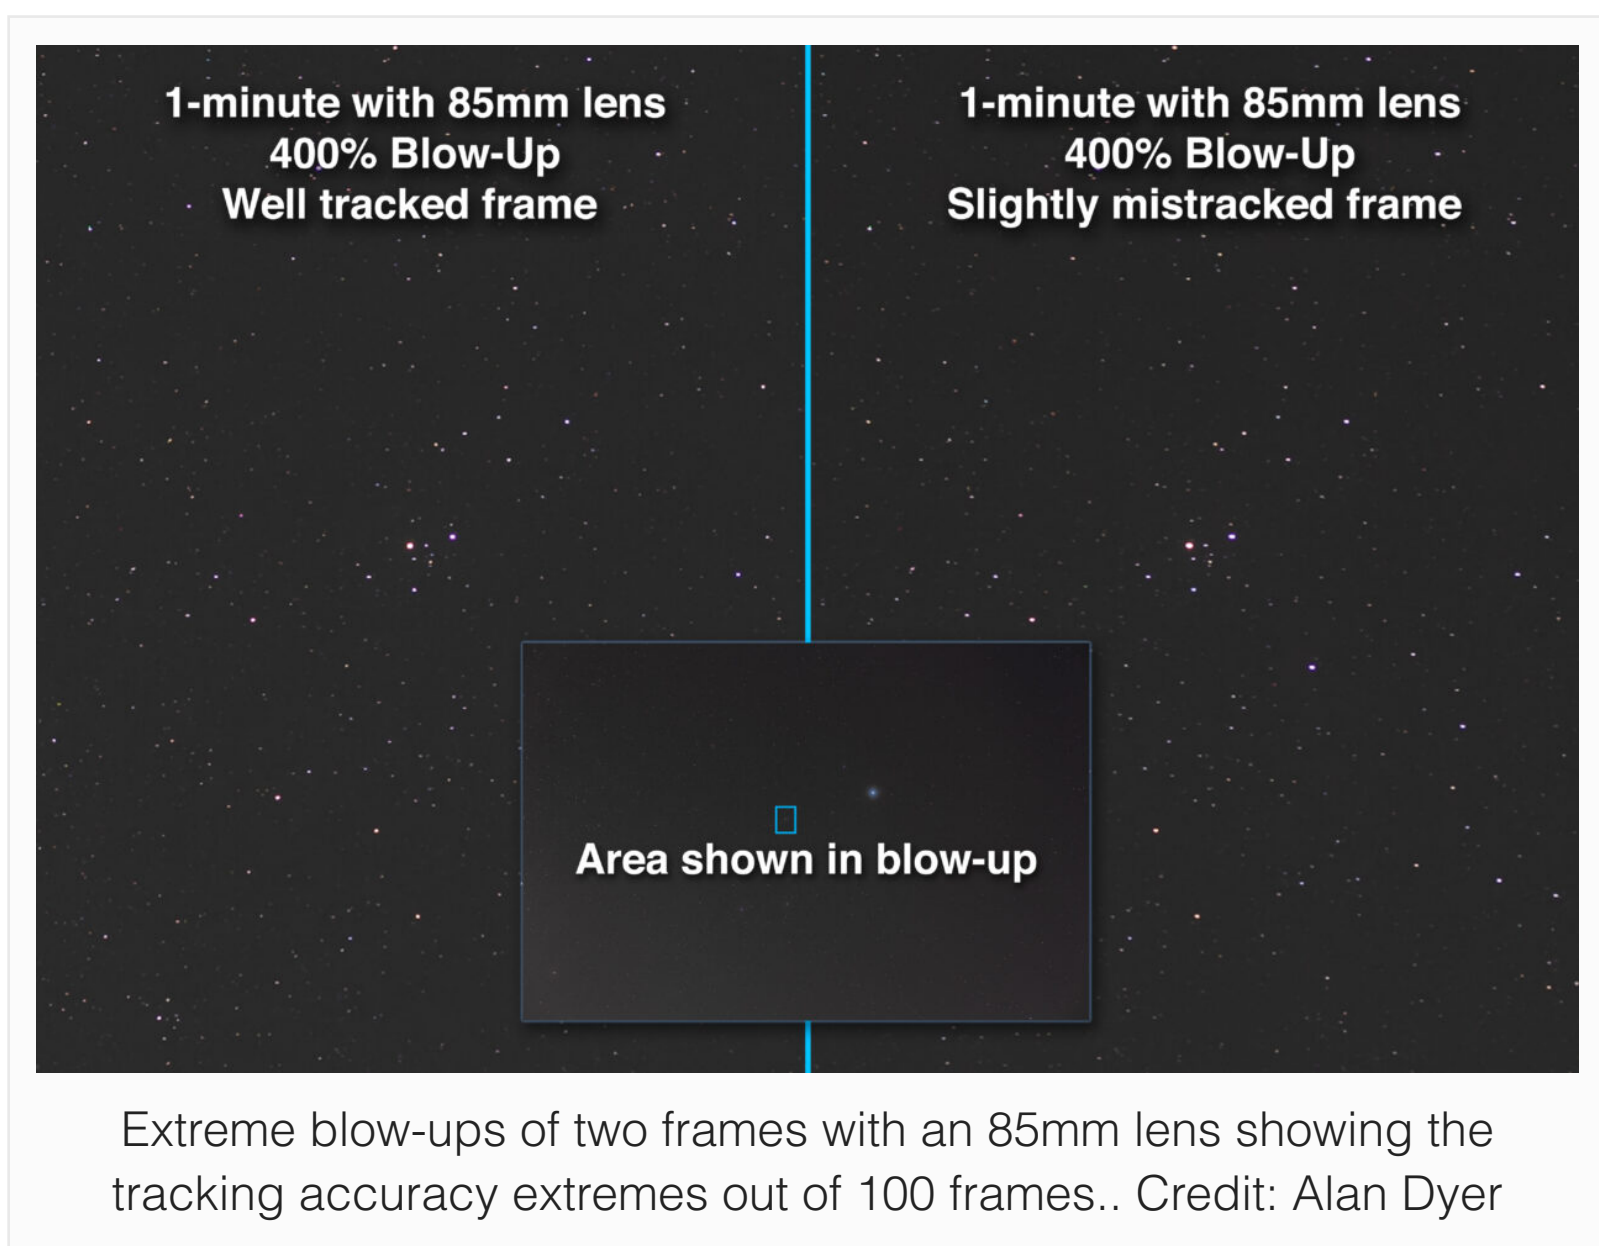 1-minute with 85mm lens
400% Blow-Up
Well tracked frame
1-minute with 85mm lens
400% Blow-Up
Slightly mistracked frame
Area shown in blow-up
Extreme blow-ups of two frames with an 85mm lens showing the
tracking accuracy extremes out of 100 frames.. Credit: Alan Dyer